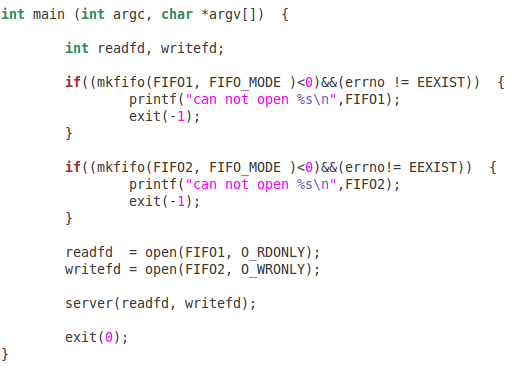 int main (int argc, char *argv[])  {
int readfd, writefd;
if((mkfifo(FIFO1, FIFO_MODE )<0)&&(errno != EEXIST))  {
printf("can not open %s\n",FIFO1);
exit(-1);
}
if((mkfifo(FIFO2, FIFO_MODE )<0)&&(errno!= EEXIST))  {
printf("can not open %s\n",FIFO2);
exit(-1);
}
readfd  = open(FIFO1, O_RDONLY);
writefd = open(FIFO2, O_WRONLY);
server(readfd, writefd);
exit(0);
}